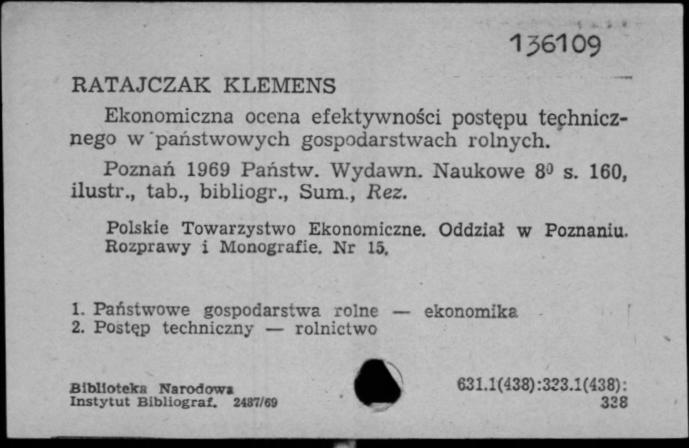 136109
RATAJCZAK KLEMENS
Ekonomiczna ocena efektywności postępu technicz-
nego w państwowych gospodarstwach rolnych.
Poznań 1969 Państw. Wydawn. Naukowe 8⁰ s. 160,
ilustr., tab., bibliogr., Sum., Rez.
Polskie Towarzystwo Ekonomiczne. Oddział w Poznaniu.
Rozprawy i Monografie. Nr 15.
1. Państwowe gospodarstwa rolne — ekonomika
2. Postęp techniczny — rolnictwo
Biblioteka Narodowa
Instytut Bibliograf. 2487/69
631.1(438):323.1(438):
338